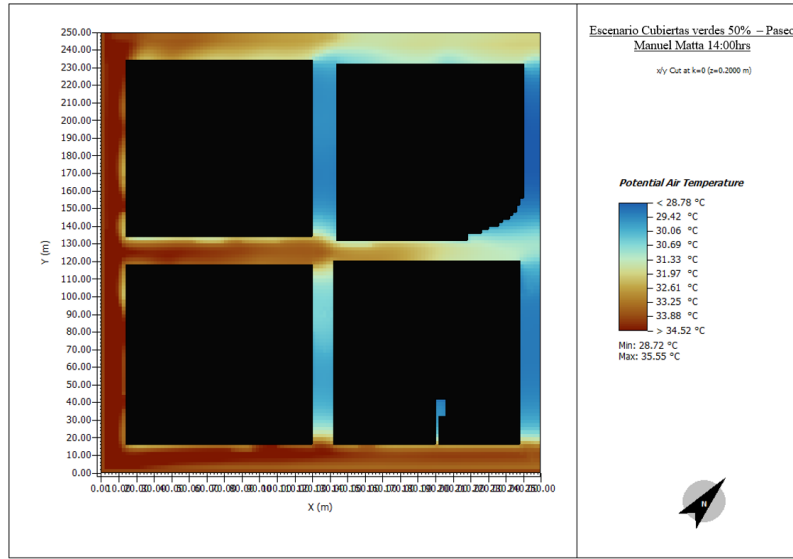 Escenario Cubiertas verdes 50% – Paseo
Manuel Matta 14:00hrs
x/y Cut at k=0 (z=0.2000 m)
Potential Air Temperature
< 28.78 °C
29.42 °C
30.06 °C
30.69 °C
31.33 °C
31.97 °C
32.61 °C
33.25 °C
33.88 °C
> 34.52 °C
Min: 28.72 °C
Max: 35.55 °C
N
Y (m)
250.00
240.00
230.00
220.00
210.00
200.00
190.00
180.00
170.00
160.00
150.00
140.00
130.00
120.00
110.00
100.00
90.00
80.00
70.00
60.00
50.00
40.00
30.00
20.00
10.00
0.00
X (m)